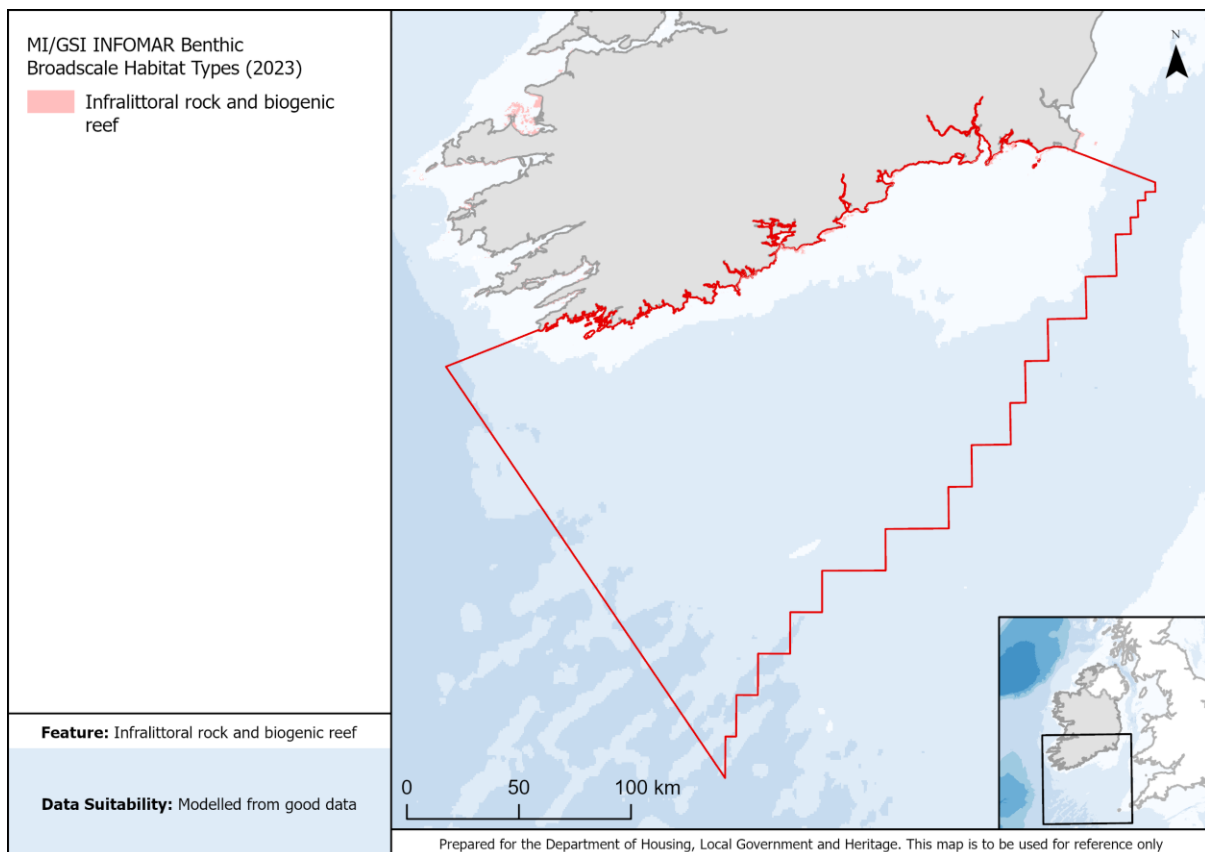 MI/GSI INFOMAR Benthic
Broadscale Habitat Types (2023)
Infralittoral rock and biogenic
reef
Feature: Infralittoral rock and biogenic reef
Data Suitability: Modelled from good data
N
0 50 100 km
Prepared for the Department of Housing, Local Government and Heritage. This map is to be used for reference only